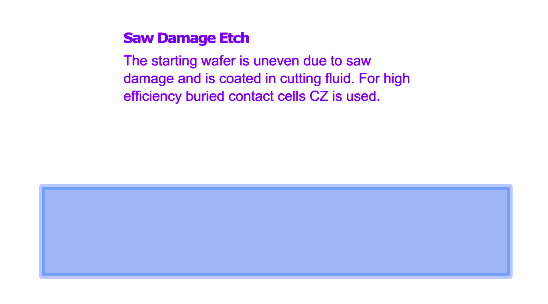 Saw Damage Etch
The starting wafer is uneven due to saw
damage and is coated in cutting fluid. For high
efficiency buried contact cells CZ is used.